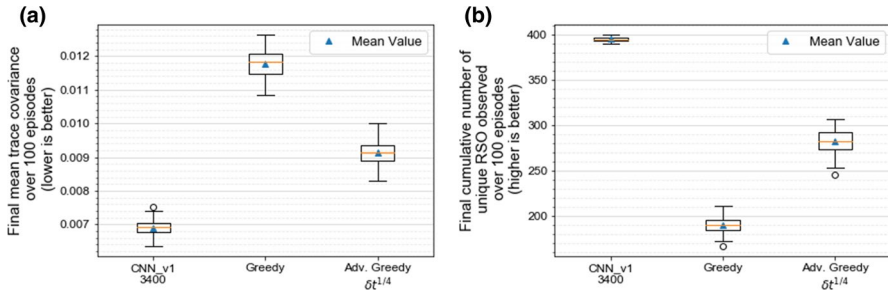 (a)
Final mean trace covariance
over 100 episodes
(lower is better)
0.012
0.011
0.010
0.009
0.008
0.007
Mean Value
CNN_v1
3400
Greedy
Adv. Greedy
δt^{1/4}
(b)
Final cumulative number of
unique RSO observed
over 100 episodes
(higher is better)
400
350
300
250
200
Mean Value
CNN_v1
3400
Greedy
Adv. Greedy
δt^{1/4}